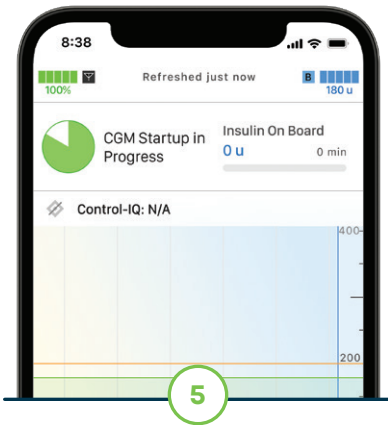 8:38
Refreshed just now
B
100%
180 u
CGM Startup in
Progress
Insulin On Board
0 u
0 min
Control-IQ: N/A
400
200
5